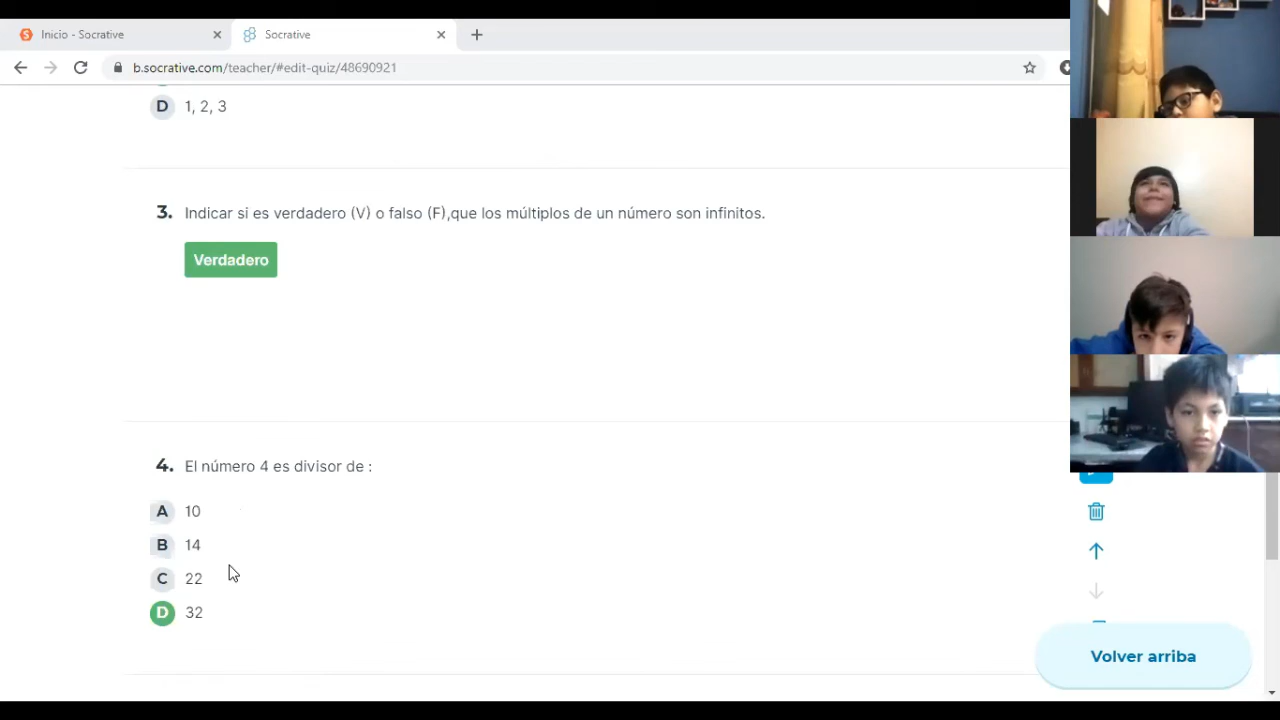 Inicio - Socrative
Socrative
b.socrative.com/teacher/#edit-quiz/48690921
D 1, 2, 3
3. Indicar si es verdadero (V) o falso (F),que los múltiplos de un número son infinitos.
Verdadero
4. El número 4 es divisor de :
A 10
B 14
C 22
D 32
Volver arriba